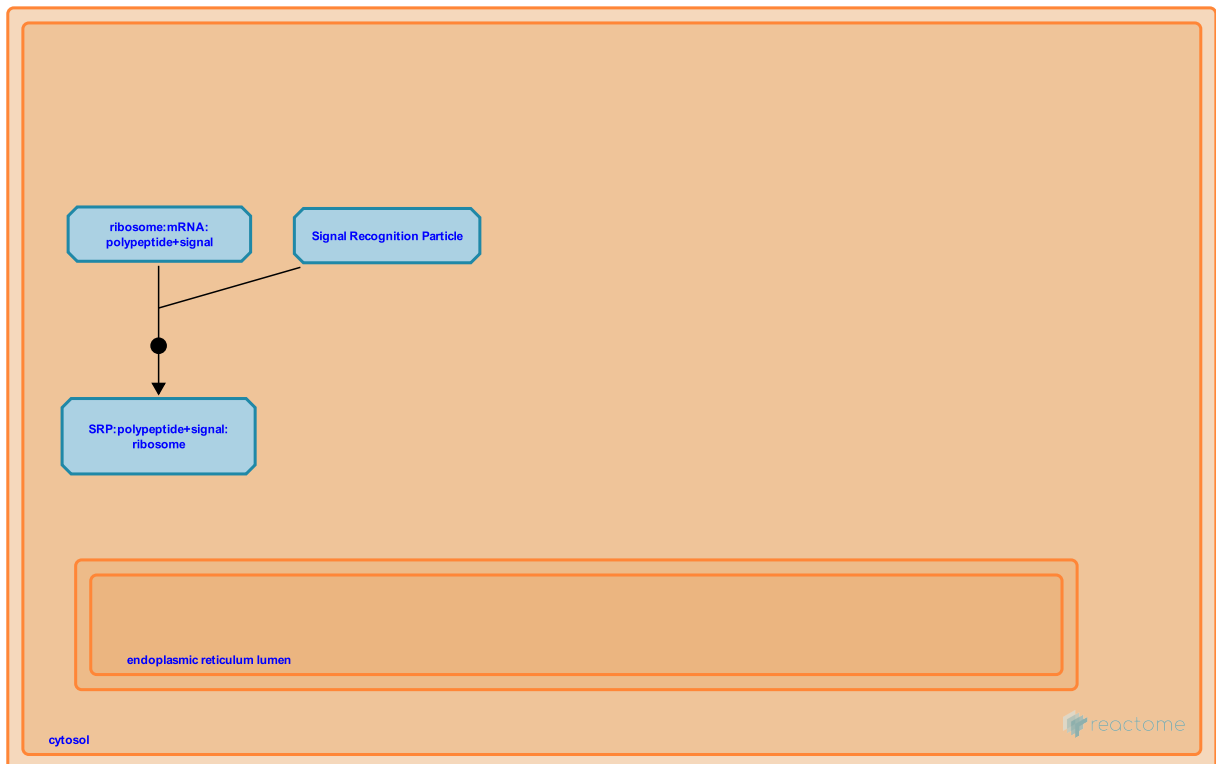 ribosome:mRNA:
polypeptide+signal
Signal Recognition Particle
SRP:polypeptide+signal:
ribosome
endoplasmic reticulum lumen
cytosol
reactome